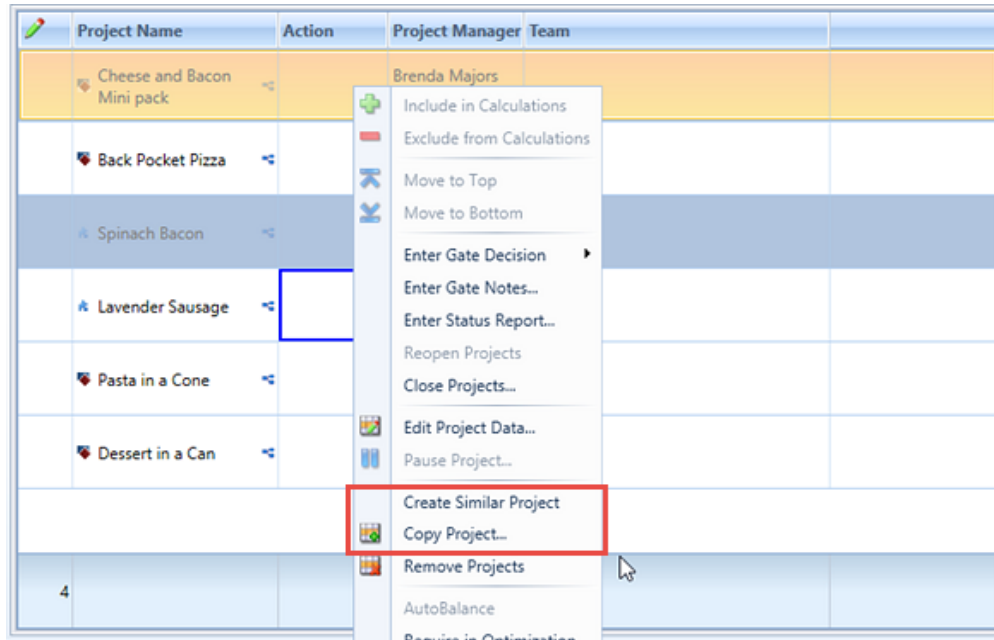 Project Name Action Project Manager Team
Cheese and Bacon Brenda Majors
Mini pack
Include in Calculations
Exclude from Calculations
Back Pocket Pizza
Move to Top
Move to Bottom
Spinach Bacon
Enter Gate Decision
Enter Gate Notes...
Lavender Sausage
Enter Status Report...
Reopen Projects
Pasta in a Cone
Close Projects...
Edit Project Data...
Dessert in a Can
Pause Project...
Create Similar Project
Copy Project...
Remove Projects
4
AutoBalance
Require in Optimization